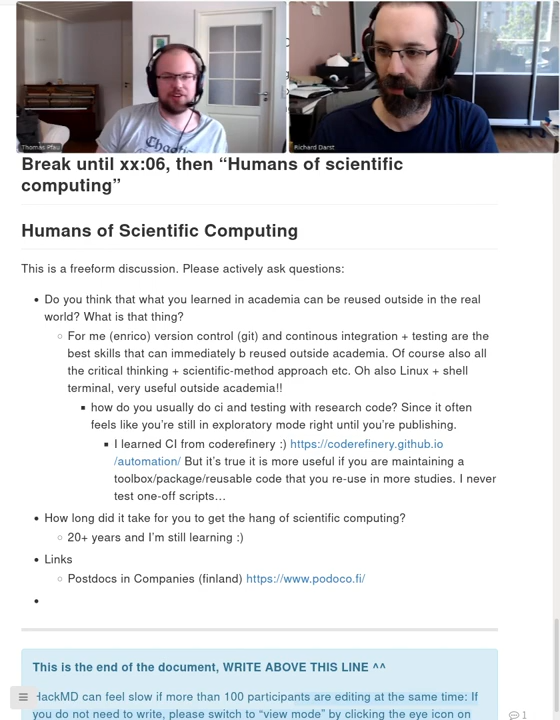 Chaotic
Thomas Pfau
Richard Darst
Break until xx:06, then “Humans of scientific
computing”
Humans of Scientific Computing
This is a freeform discussion. Please actively ask questions:
• Do you think that what you learned in academia can be reused outside in the real
world? What is that thing?
◦ For me (enrico) version control (git) and continous integration + testing are the
best skills that can immediately b reused outside academia. Of course also all
the critical thinking + scientific-method approach etc. Oh also Linux + shell
terminal, very useful outside academia!!
▪ how do you usually do ci and testing with research code? Since it often
feels like you’re still in exploratory mode right until you’re publishing.
▪ I learned CI from coderefinery :) https://coderefinery.github.io
/automation/ But it’s true it is more useful if you are maintaining a
toolbox/package/reusable code that you re-use in more studies. I never
test one-off scripts…
• How long did it take for you to get the hang of scientific computing?
◦ 20+ years and I’m still learning :)
• Links
◦ Postdocs in Companies (finland) https://www.podoco.fi/
•
This is the end of the document, WRITE ABOVE THIS LINE ^^
HackMD can feel slow if more than 100 participants are editing at the same time: If
you do not need to write, please switch to “view mode” by clicking the eye icon on
1